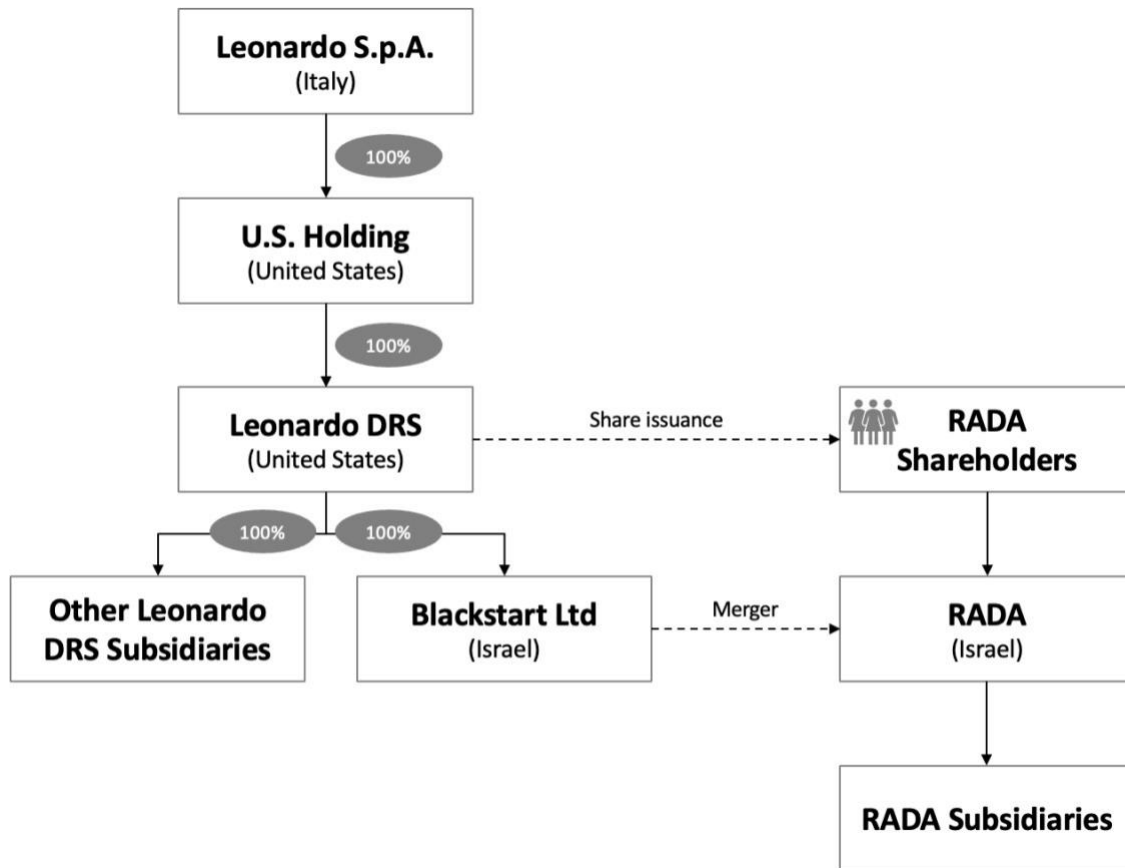 Leonardo S.p.A.
(Italy)
100%
U.S. Holding
(United States)
100%
Leonardo DRS
(United States)
Share issuance
RADA
Shareholders
100%
100%
Other Leonardo
DRS Subsidiaries
Blackstart Ltd
(Israel)
Merger
RADA
(Israel)
RADA Subsidiaries